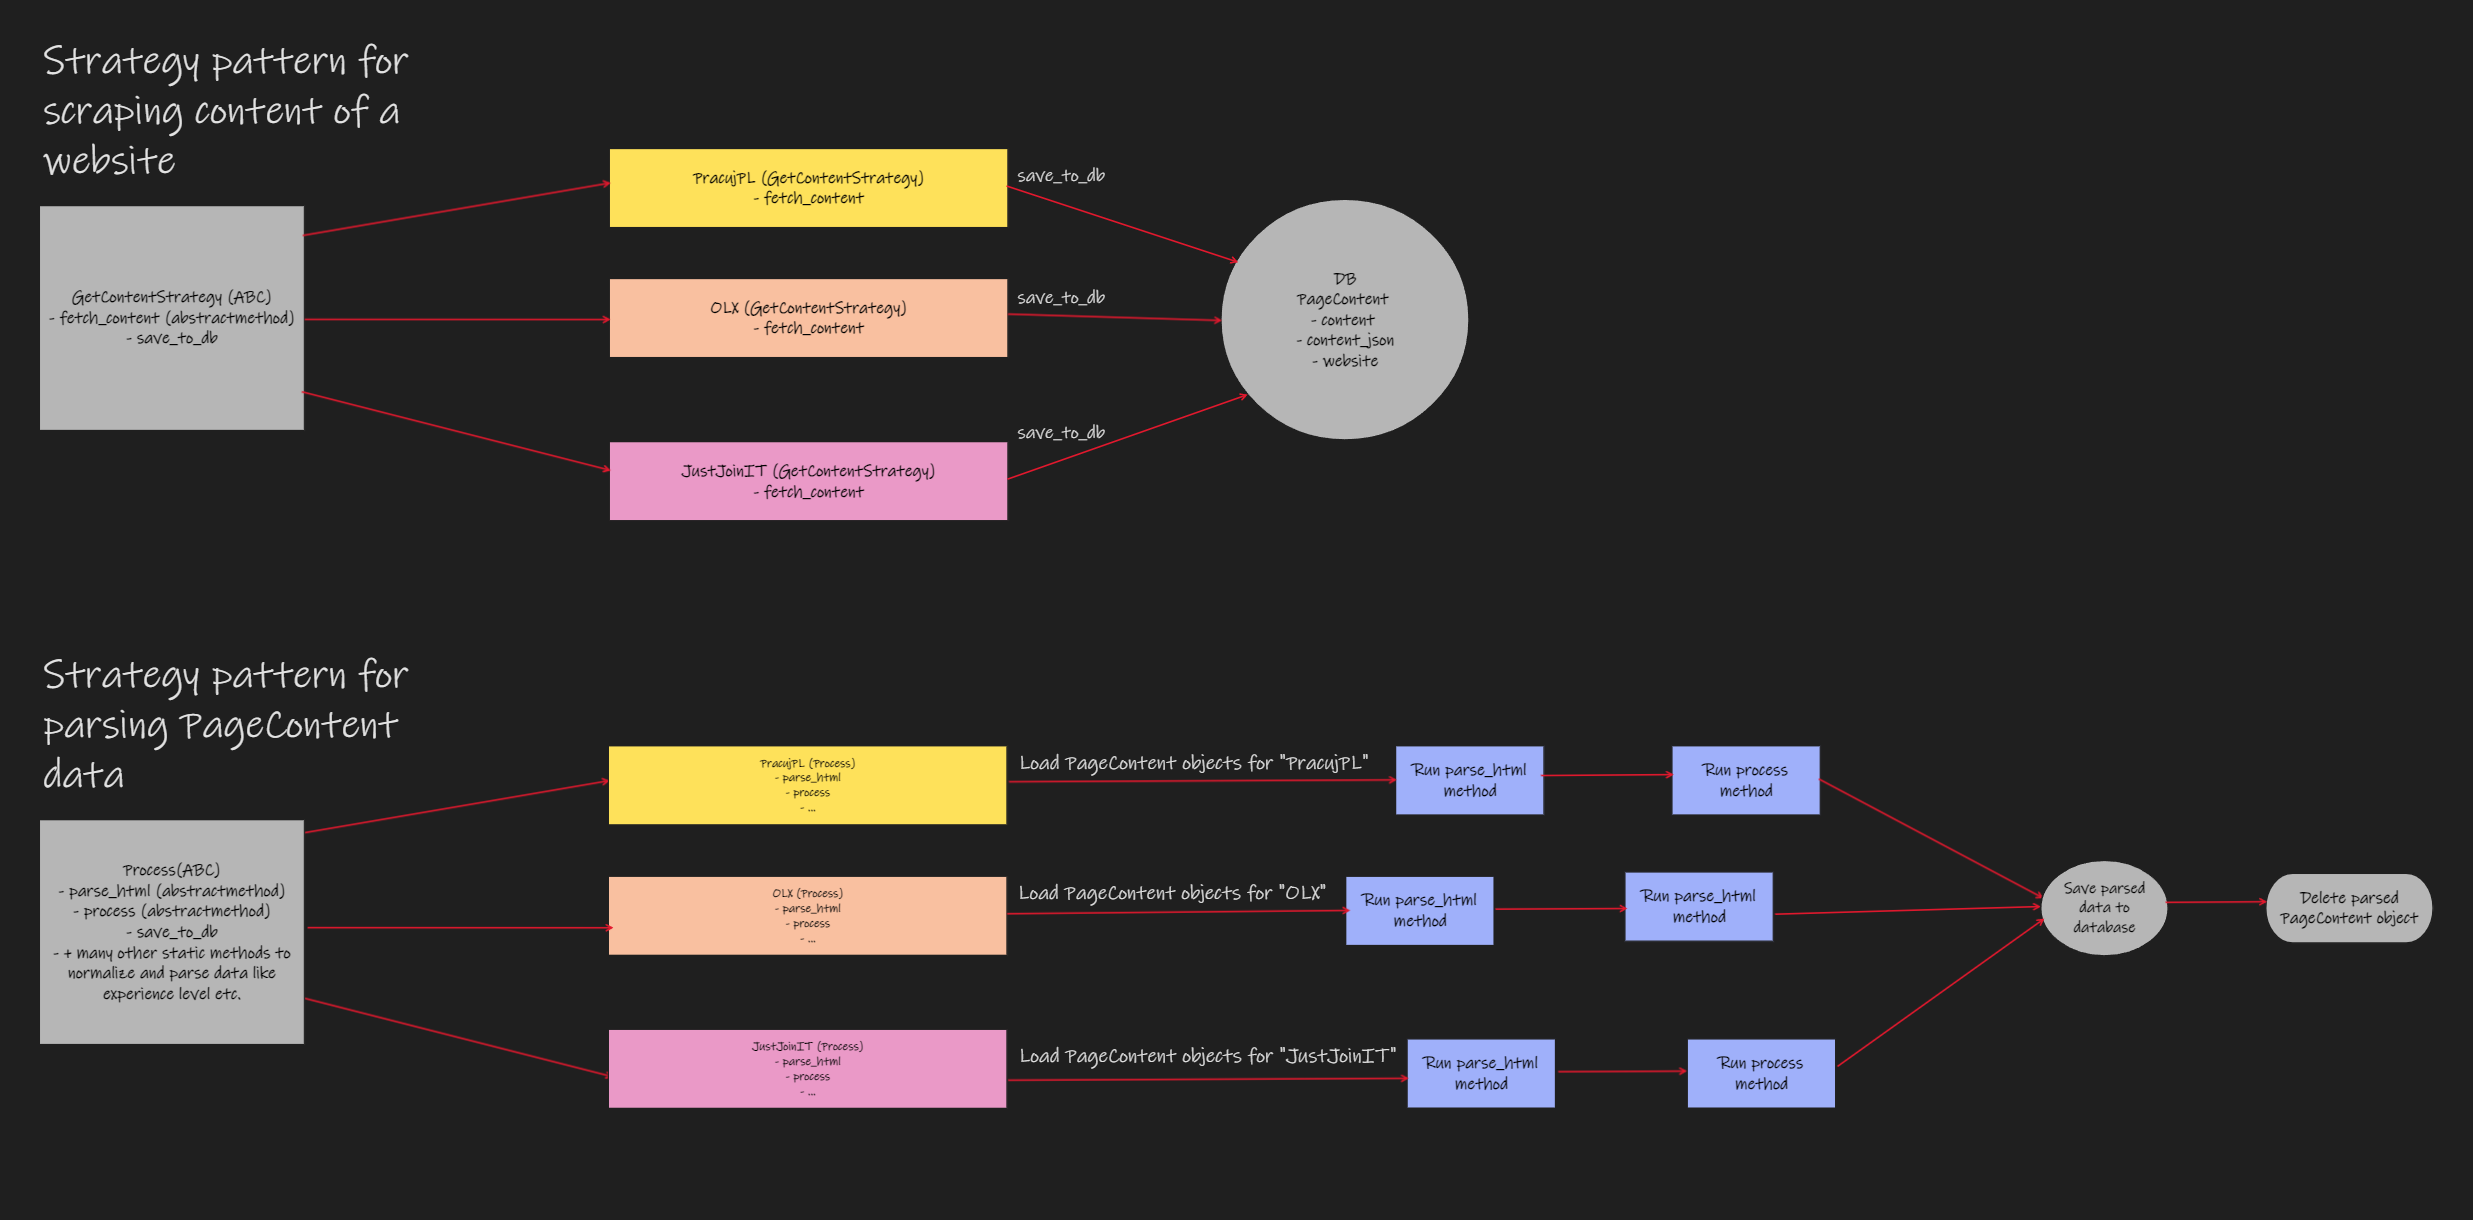 Strategy pattern for
scraping content of a
website
GetContentStrategy (ABC)
- fetch_content (abstractmethod)
- save_to_db
PracujPL (GetContentStrategy)
- fetch_content
OLX (GetContentStrategy)
- fetch_content
JustJoinIT (GetContentStrategy)
- fetch_content
save_to_db
save_to_db
save_to_db
DB
PageContent
- content
- content_json
- website
Strategy pattern for
parsing PageContent
data
Process(ABC)
- parse_html (abstractmethod)
- process (abstractmethod)
- save_to_db
- + many other static methods to
normalize and parse data like
experience level etc.
PracujPL (Process)
- parse_html
- process
- ...
Load PageContent objects for "PracujPL"
Run parse_html
method
Run process
method
OLX (Process)
- parse_html
- process
- ...
Load PageContent objects for "OLX"
Run parse_html
method
Run parse_html
method
JustJoinIT (Process)
- parse_html
- process
- ...
Load PageContent objects for "JustJoinIT"
Run parse_html
method
Run process
method
Save parsed
data to
database
Delete parsed
PageContent object